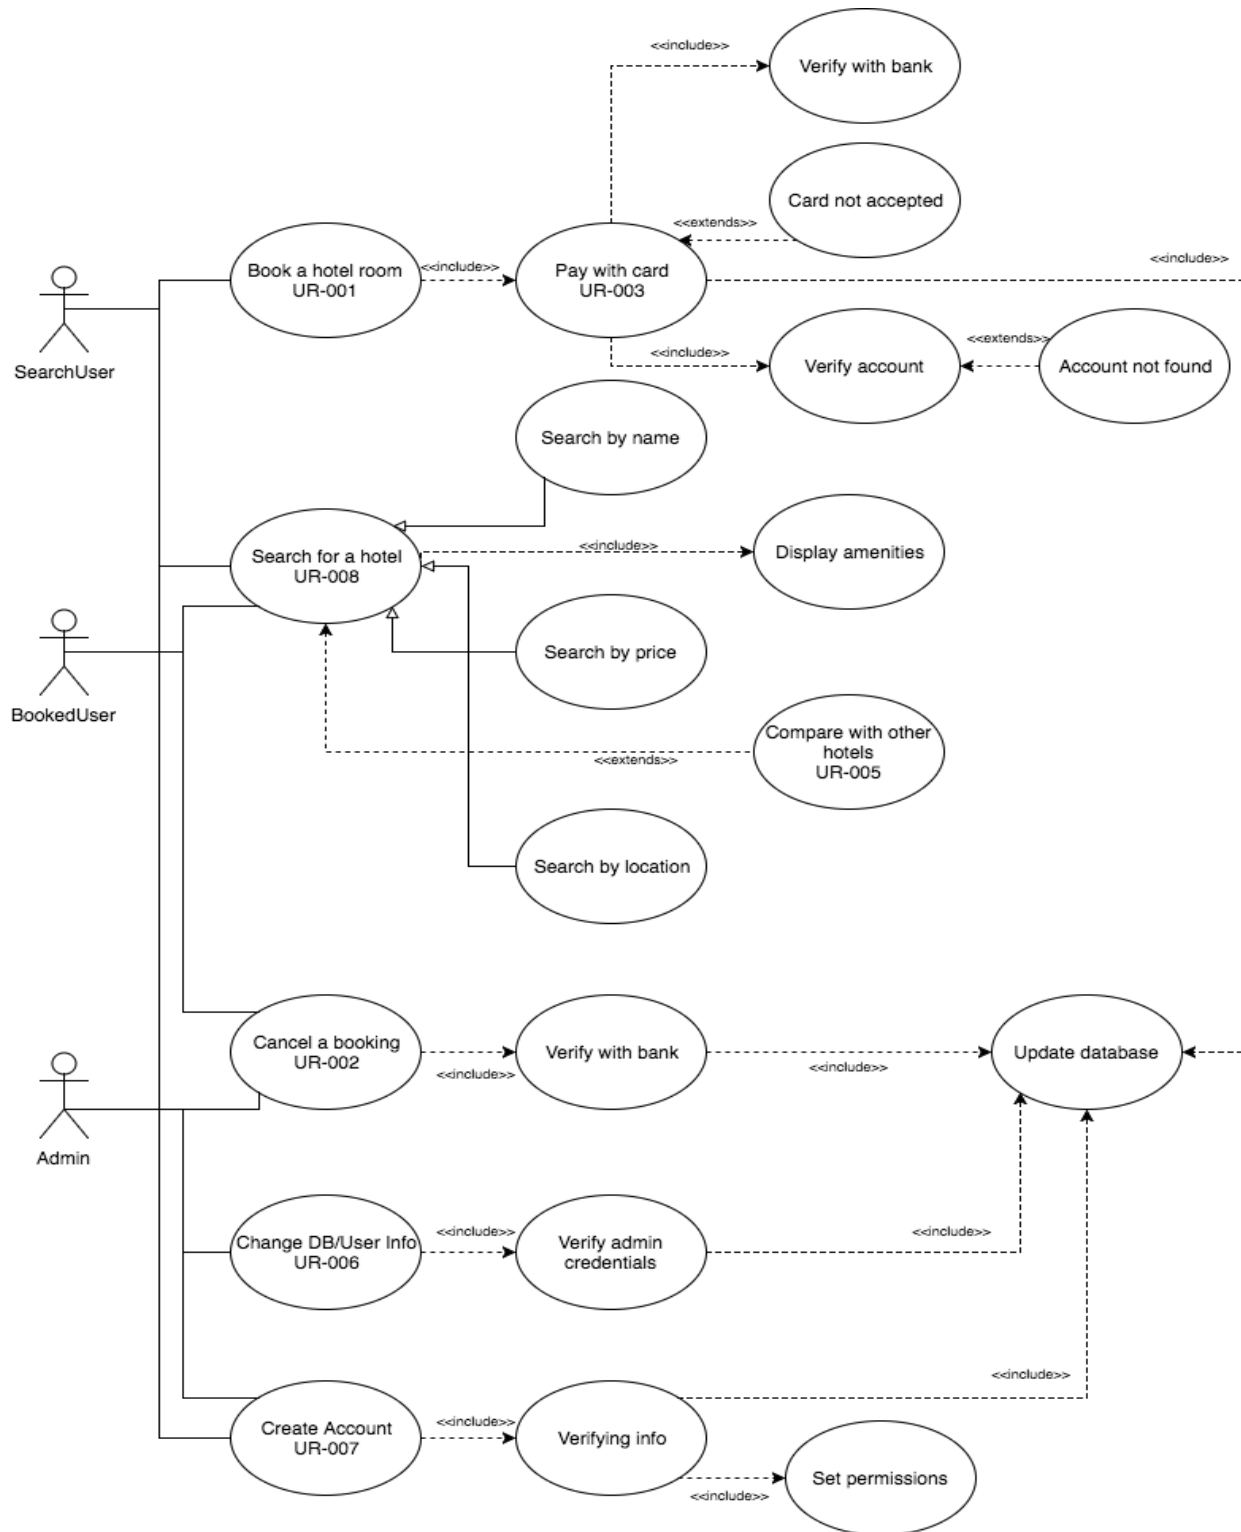 <<include>>
Verify with bank
Card not accepted
<<extends>>
Book a hotel room
UR-001
<<include>>
Pay with card
UR-003
<<include>>
SearchUser
<<include>>
Verify account
<<extends>>
Account not found
Search by name
Search for a hotel
UR-008
<<include>>
Display amenities
Search by price
BookedUser
Compare with other
hotels
UR-005
<<extends>>
Search by location
Cancel a booking
UR-002
<<include>>
Verify with bank
<<include>>
Update database
Admin
Change DB/User Info
UR-006
<<include>>
Verify admin
credentials
<<include>>
Create Account
UR-007
<<include>>
Verifying info
<<include>>
<<include>>
Set permissions